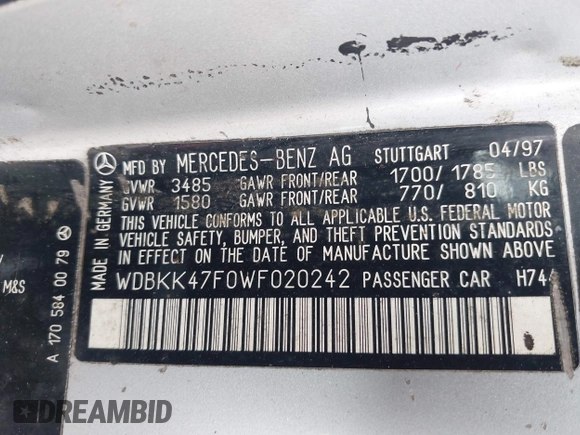 MFD BY MERCEDES-BENZ AG STUTTGART 04/97
GVWR 3485 GAWR FRONT/REAR 1700/1785 LBS
GVWR 1580 GAWR FRONT/REAR 770/ 810 KG
THIS VEHICLE CONFORMS TO ALL APPLICABLE U.S. FEDERAL MOTOR
VEHICLE SAFETY, BUMPER, AND THEFT PREVENTION STANDARDS
IN EFFECT ON THE DATE OF MANUFACTURE SHOWN ABOVE.
WDBKK47F0WF020242 PASSENGER CAR H74
MADE IN GERMANY
A 170 584 00 79
M&S
DREAMBID